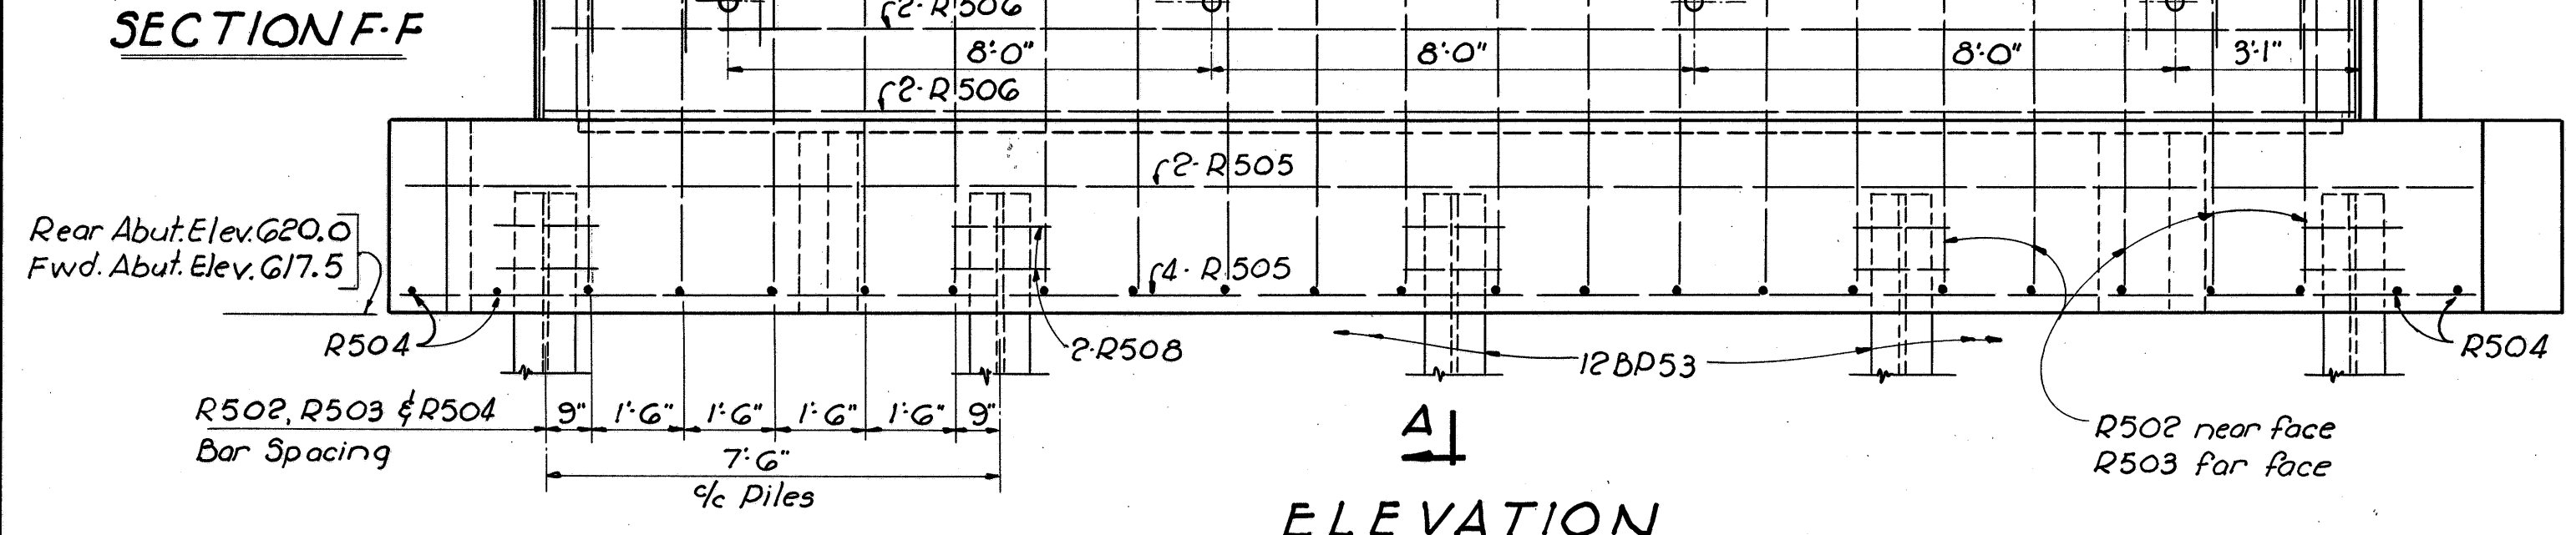 2-R506
SECTION F-F
8'-0" 8'-0" 8'-0" 3'-1"
2-R506
2-R505
Rear Abut. Elev. 620.0
Fwd. Abut. Elev. 617.5
4-R505
R504 2-R508 12BP53 R504
R502, R503 & R504 9" 1'-6" 1'-6" 1'-6" 1'-6" 9"
Bar Spacing
7'-6"
c/c Piles
A
R502 near face
R503 far face
ELEVATION